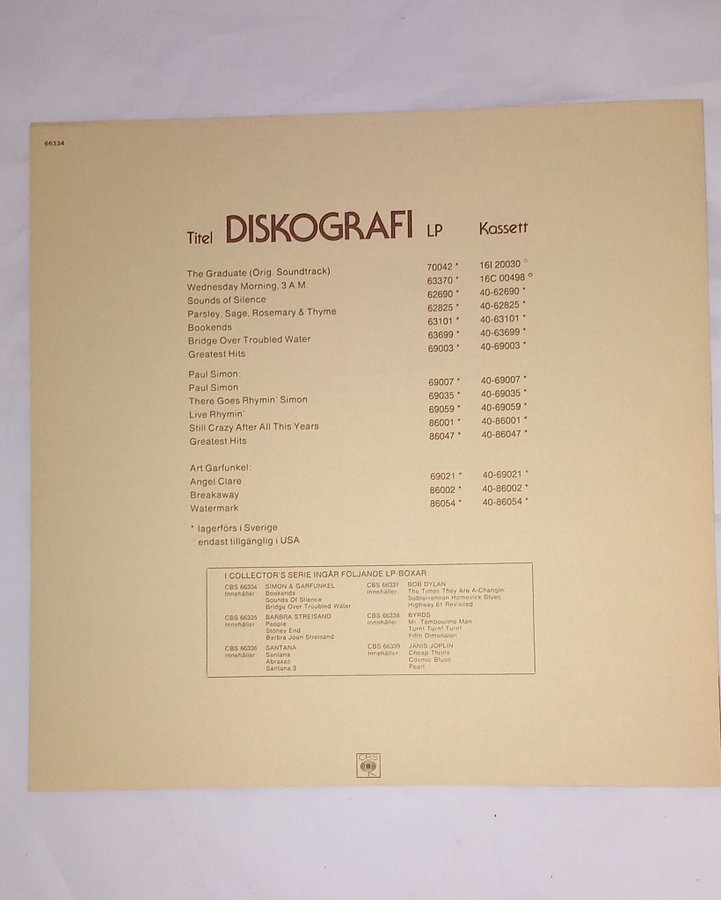 66334
Titel DISKOGRAFI LP Kassett
The Graduate (Orig. Soundtrack) 70042 * 16I 20030 °
Wednesday Morning, 3 A.M. 63370 * 16C 00498 °
Sounds of Silence 62690 * 40-62690 *
Parsley, Sage, Rosemary & Thyme 62825 * 40-62825 *
Bookends 63101 * 40-63101 *
Bridge Over Troubled Water 63699 * 40-63699 *
Greatest Hits 69003 * 40-69003 *
Paul Simon:
Paul Simon 69007 * 40-69007 *
There Goes Rhymin' Simon 69035 * 40-69035 *
Live Rhymin' 69059 * 40-69059 *
Still Crazy After All This Years 86001 * 40-86001 *
Greatest Hits 86047 * 40-86047 *
Art Garfunkel:
Angel Clare 69021 * 40-69021 *
Breakaway 86002 * 40-86002 *
Watermark 86054 * 40-86054 *
* lagerförs i Sverige
° endast tillgänglig i USA
I COLLECTOR'S SERIE INGÅR FÖLJANDE LP-BOXAR:
CBS 66334 SIMON & GARFUNKEL
Innehåller: Bookends
Sounds Of Silence
Bridge Over Troubled Water
CBS 66335 BARBRA STREISAND
Innehåller: People
Stoney End
Barbra Joan Streisand
CBS 66336 SANTANA
Innehåller: Santana
Abraxas
Santana 3
CBS 66337 BOB DYLAN
Innehåller: The Times They Are A-Changin'
Subterranean Homesick Blues
Highway 61 Revisited
CBS 66338 BYRDS
Innehåller: Mr. Tambourine Man
Turn! Turn! Turn!
Fifth Dimension
CBS 66339 JANIS JOPLIN
Innehåller: Cheap Thrills
Cosmic Blues
Pearl
CBS